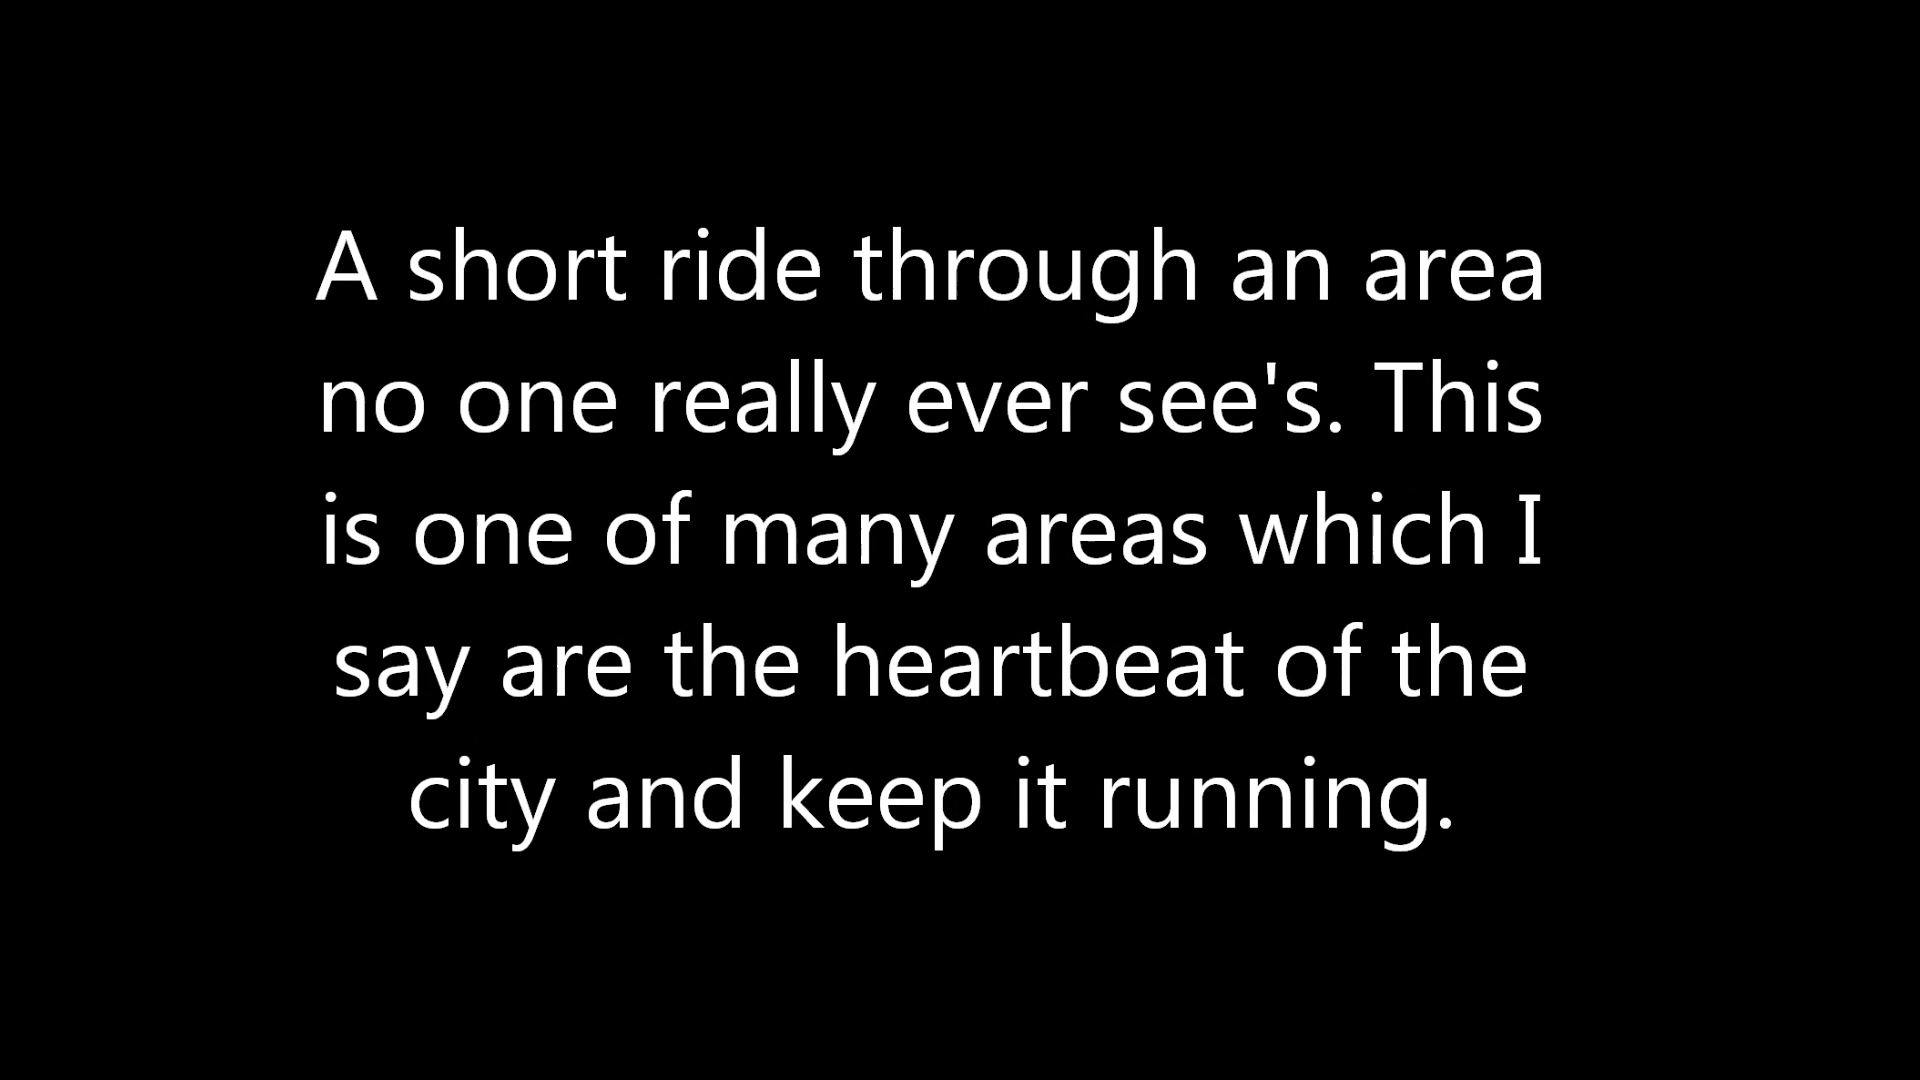 A short ride through an area
no one really ever see's. This
is one of many areas which I
say are the heartbeat of the
city and keep it running.